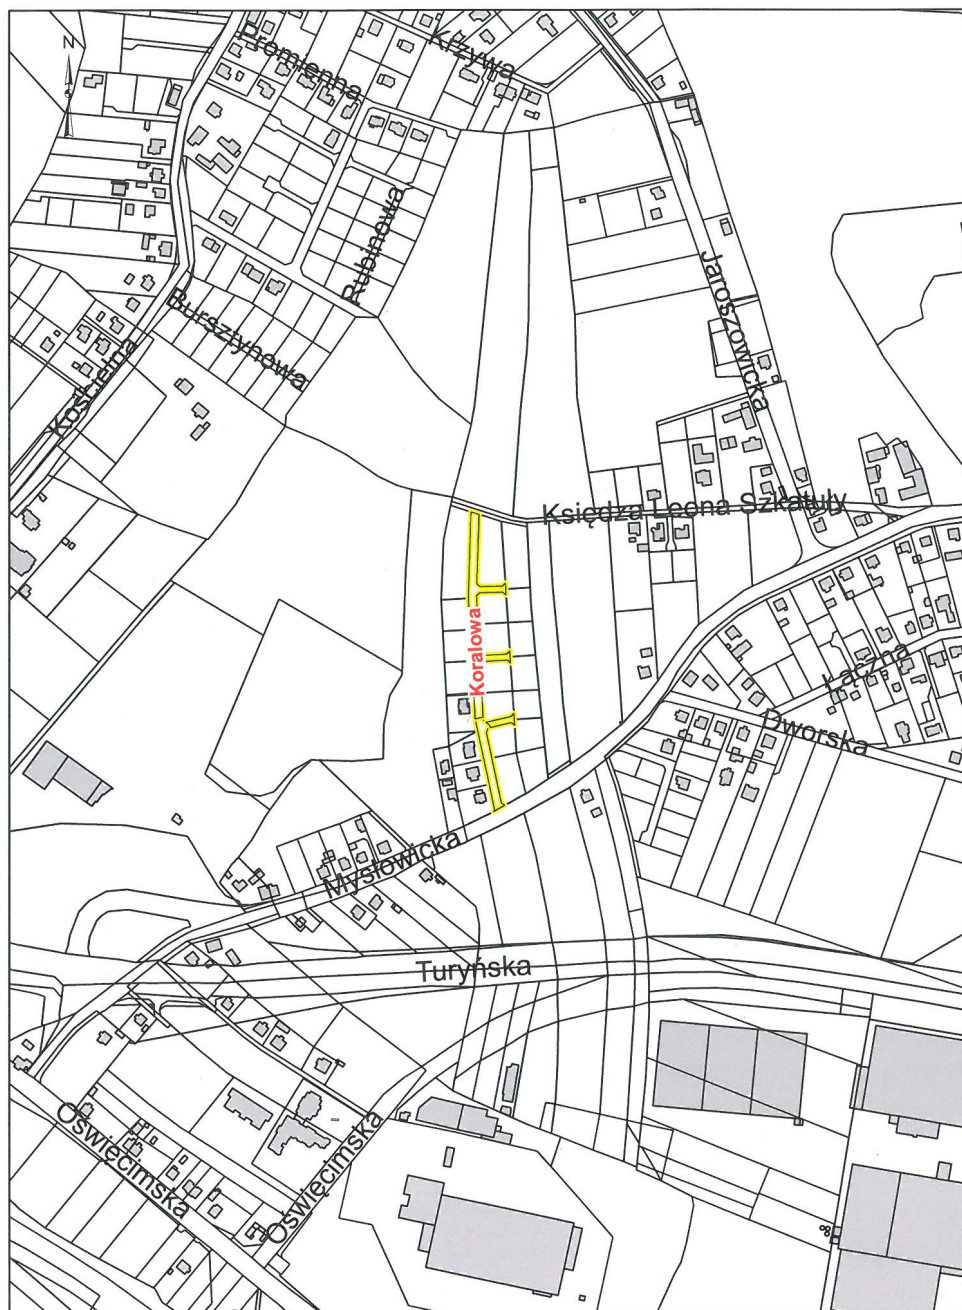 N
Promienna
Krzywa
Rubinowa
Jaroszowicka
Bursztynowa
Kościelna
Księdza Leona Szkatuły
Koralowa
Łączna
Dworska
Mysłowicka
Turyńska
Oświęcimska
Oświęcimska